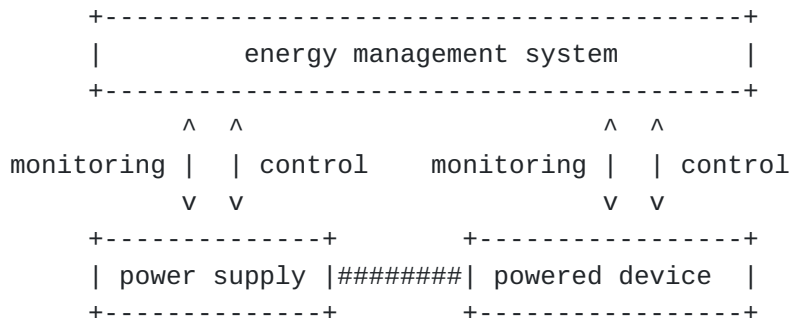 energy management system
monitoring control monitoring control
power supply ######## powered device